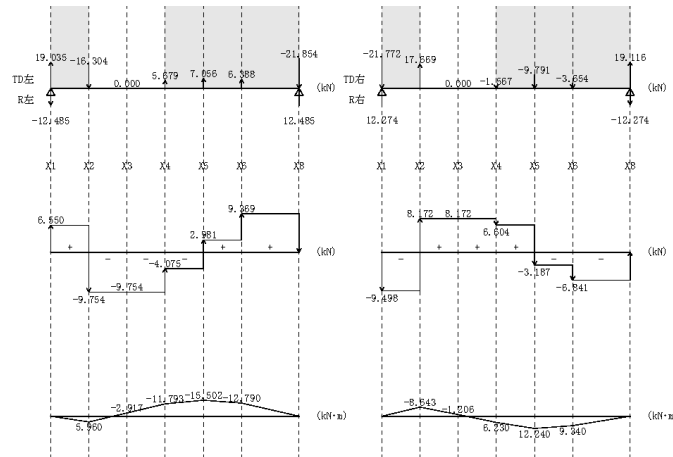 19.035 -16.304 5.679 7.056 6.388 -21.854
TD左 0.000 (kN)
R左
-12.485 12.485
X1 X2 X3 X4 X5 X6 X8
6.550 2.981 9.369
+ + + + (kN)
- - -
-9.754 -9.754 -4.075
-2.917 -11.793 -15.502 -12.790
5.960 (kN·m)
-21.772 17.669 -1.567 -9.791 -3.654 19.116
TD右 0.000 (kN)
R右
12.274 -12.274
X1 X2 X3 X4 X5 X6 X8
8.172 8.172 6.604
- + + + - - (kN)
-9.498 -3.187 -6.841
-8.643 -1.206
6.230 12.240 9.340 (kN·m)